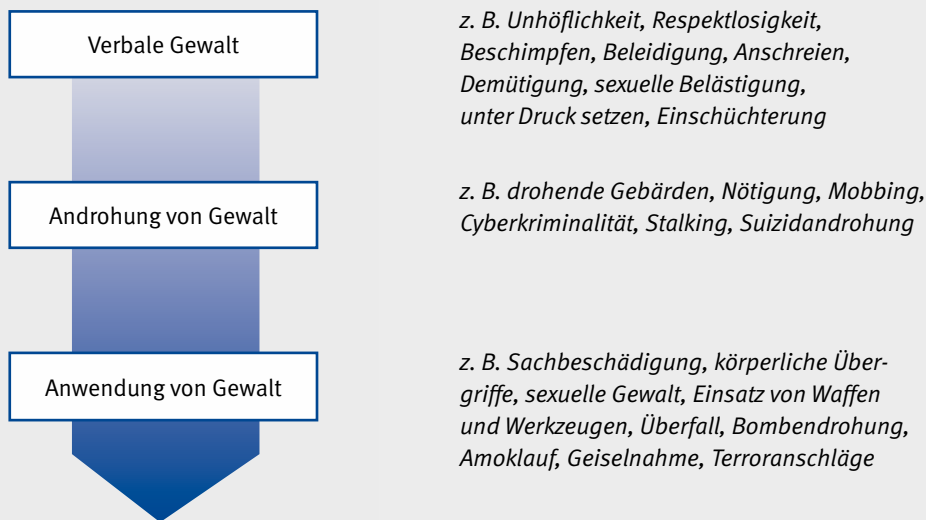 Verbale Gewalt
z. B. Unhöflichkeit, Respektlosigkeit,
Beschimpfen, Beleidigung, Anschreien,
Demütigung, sexuelle Belästigung,
unter Druck setzen, Einschüchterung
Androhung von Gewalt
z. B. drohende Gebärden, Nötigung, Mobbing,
Cyberkriminalität, Stalking, Suizidandrohung
Anwendung von Gewalt
z. B. Sachbeschädigung, körperliche Über-
griffe, sexuelle Gewalt, Einsatz von Waffen
und Werkzeugen, Überfall, Bombendrohung,
Amoklauf, Geiselnahme, Terroranschläge